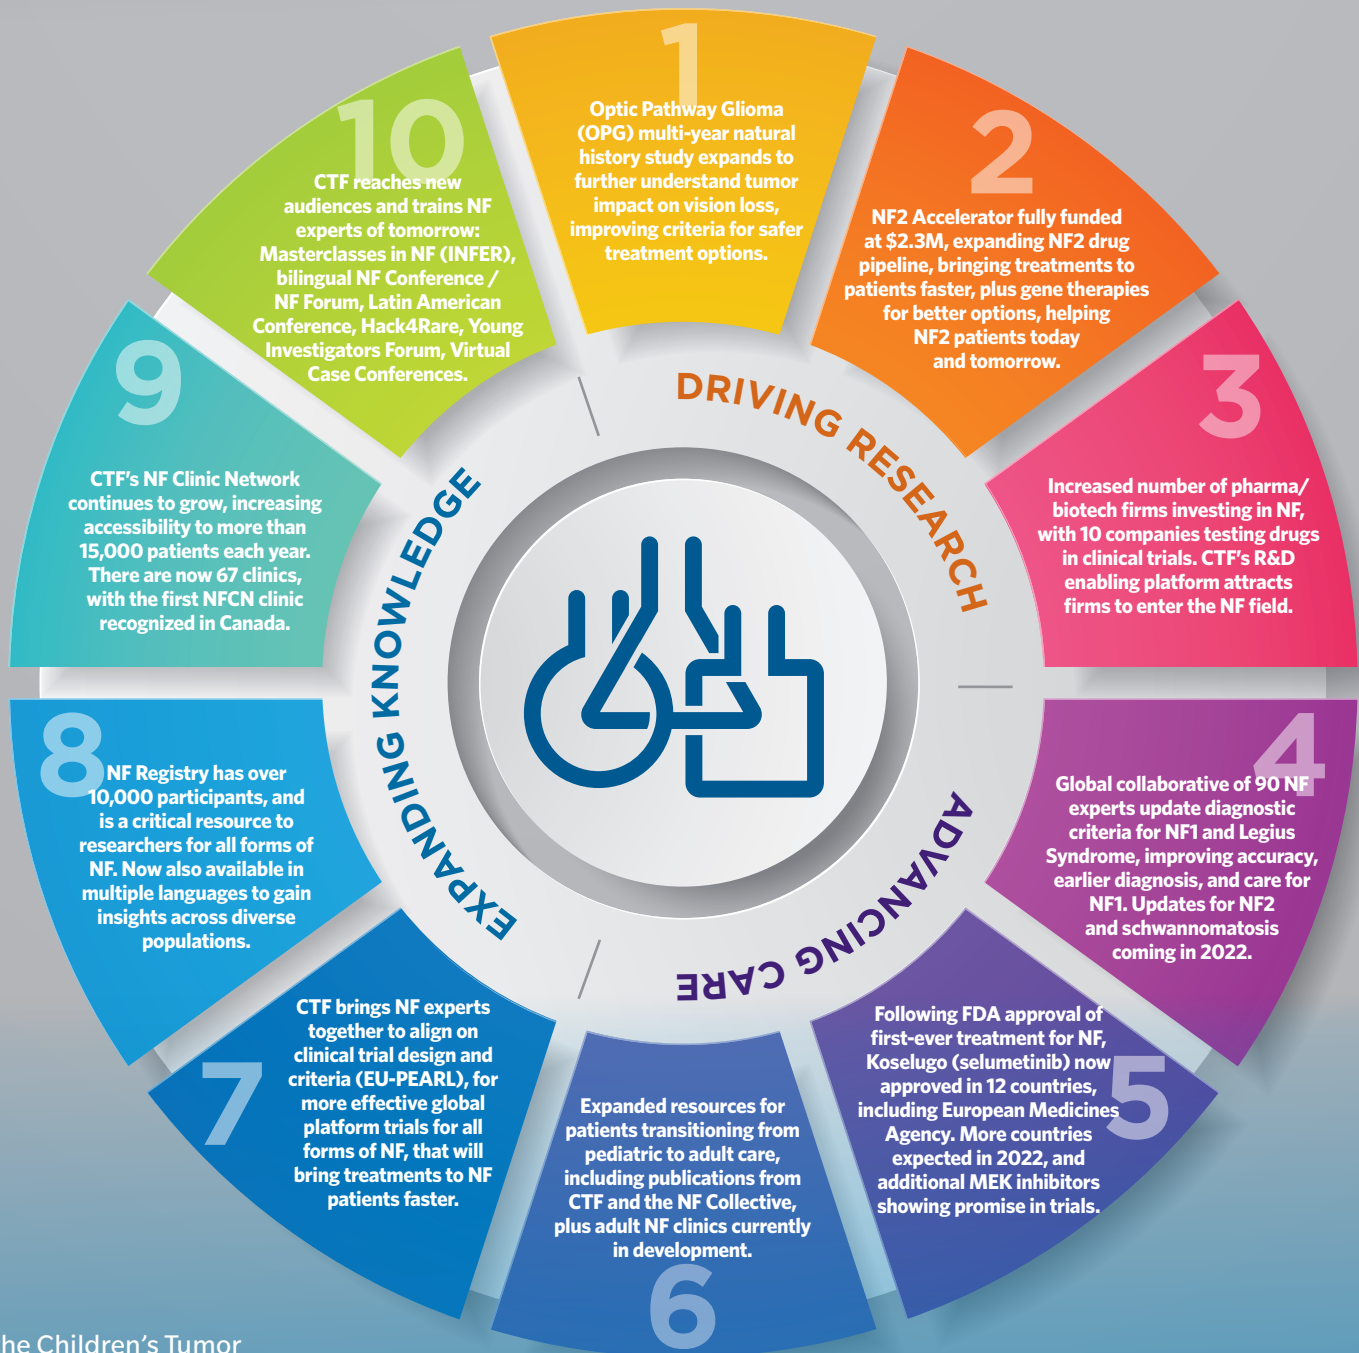 1
Optic Pathway Glioma
(OPG) multi-year natural
history study expands to
further understand tumor
impact on vision loss,
improving criteria for safer
treatment options.
2
NF2 Accelerator fully funded
at $2.3M, expanding NF2 drug
pipeline, bringing treatments to
patients faster, plus gene therapies
for better options, helping
NF2 patients today
and tomorrow.
3
Increased number of pharma/
biotech firms investing in NF,
with 10 companies testing drugs
in clinical trials. CTF's R&D
enabling platform attracts
firms to enter the NF field.
4
Global collaborative of 90 NF
experts update diagnostic
criteria for NF1 and Legius
Syndrome, improving accuracy,
earlier diagnosis, and care for
NF1. Updates for NF2
and schwannomatosis
coming in 2022.
5
Following FDA approval of
first-ever treatment for NF,
Koselugo (selumetinib) now
approved in 12 countries,
including European Medicines
Agency. More countries
expected in 2022, and
additional MEK inhibitors
showing promise in trials.
6
Expanded resources for
patients transitioning from
pediatric to adult care,
including publications from
CTF and the NF Collective,
plus adult NF clinics currently
in development.
7
CTF brings NF experts
together to align on
clinical trial design and
criteria (EU-PEARL), for
more effective global
platform trials for all
forms of NF, that will
bring treatments to NF
patients faster.
8
NF Registry has over
10,000 participants, and
is a critical resource to
researchers for all forms of
NF. Now also available in
multiple languages to gain
insights across diverse
populations.
9
CTF's NF Clinic Network
continues to grow, increasing
accessibility to more than
15,000 patients each year.
There are now 67 clinics,
with the first NFCN clinic
recognized in Canada.
10
CTF reaches new
audiences and trains NF
experts of tomorrow:
Masterclasses in NF (INFER),
bilingual NF Conference /
NF Forum, Latin American
Conference, Hack4Rare, Young
Investigators Forum, Virtual
Case Conferences.
DRIVING RESEARCH
ADVANCING CARE
EXPANDING KNOWLEDGE
he Children's Tumor